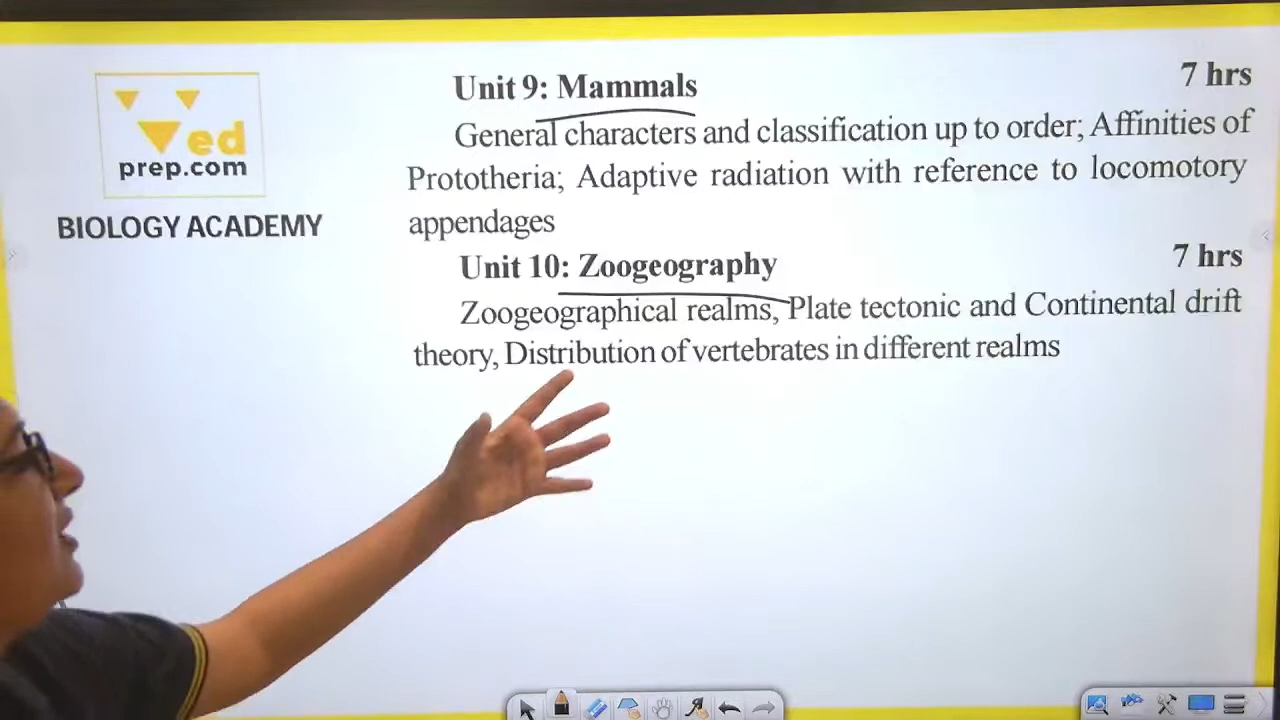 Ved
prep.com
BIOLOGY ACADEMY
Unit 9: Mammals 7 hrs
General characters and classification up to order; Affinities of
Prototheria; Adaptive radiation with reference to locomotory
appendages
Unit 10: Zoogeography 7 hrs
Zoogeographical realms, Plate tectonic and Continental drift
theory, Distribution of vertebrates in different realms